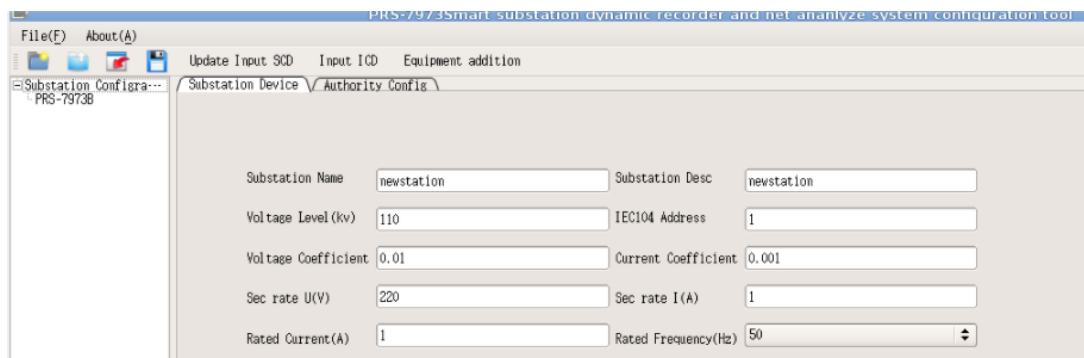 PRS-7973Smart substation dynamic recorder and net ananlyze system configuration tool
File(F) About(A)
Update Input SCD Input ICD Equipment addition
Substation Configra··· Substation Device Authority Config
PRS-7973B
Substation Name newstation Substation Desc newstation
Voltage Level(kv) 110 IEC104 Address 1
Voltage Coefficient 0.01 Current Coefficient 0.001
Sec rate U(V) 220 Sec rate I(A) 1
Rated Current(A) 1 Rated Frequency(Hz) 50